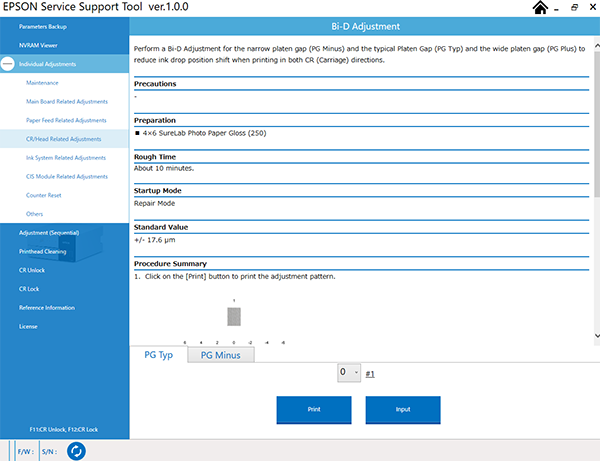 EPSON Service Support Tool ver.1.0.0
Parameters Backup
NVRAM Viewer
Individual Adjustments
Maintenance
Main Board Related Adjustments
Paper Feed Related Adjustments
CR/Head Related Adjustments
Ink System Related Adjustments
CIS Module Related Adjustments
Counter Reset
Others
Adjustment (Sequential)
Printhead Cleaning
CR Unlock
CR Lock
Reference Information
License
F11:CR Unlock, F12:CR Lock
Bi-D Adjustment
Perform a Bi-D Adjustment for the narrow platen gap (PG Minus) and the typical Platen Gap (PG Typ) and the wide platen gap (PG Plus) to
reduce ink drop position shift when printing in both CR (Carriage) directions.
Precautions
-
Preparation
■ 4×6 SureLab Photo Paper Gloss (250)
Rough Time
About 10 minutes.
Startup Mode
Repair Mode
Standard Value
+/- 17.6 µm
Procedure Summary
1. Click on the [Print] button to print the adjustment pattern.
1
6 4 2 0 -2 -4 -6
PG Typ PG Minus
0 #1
Print Input
F/W : S/N :